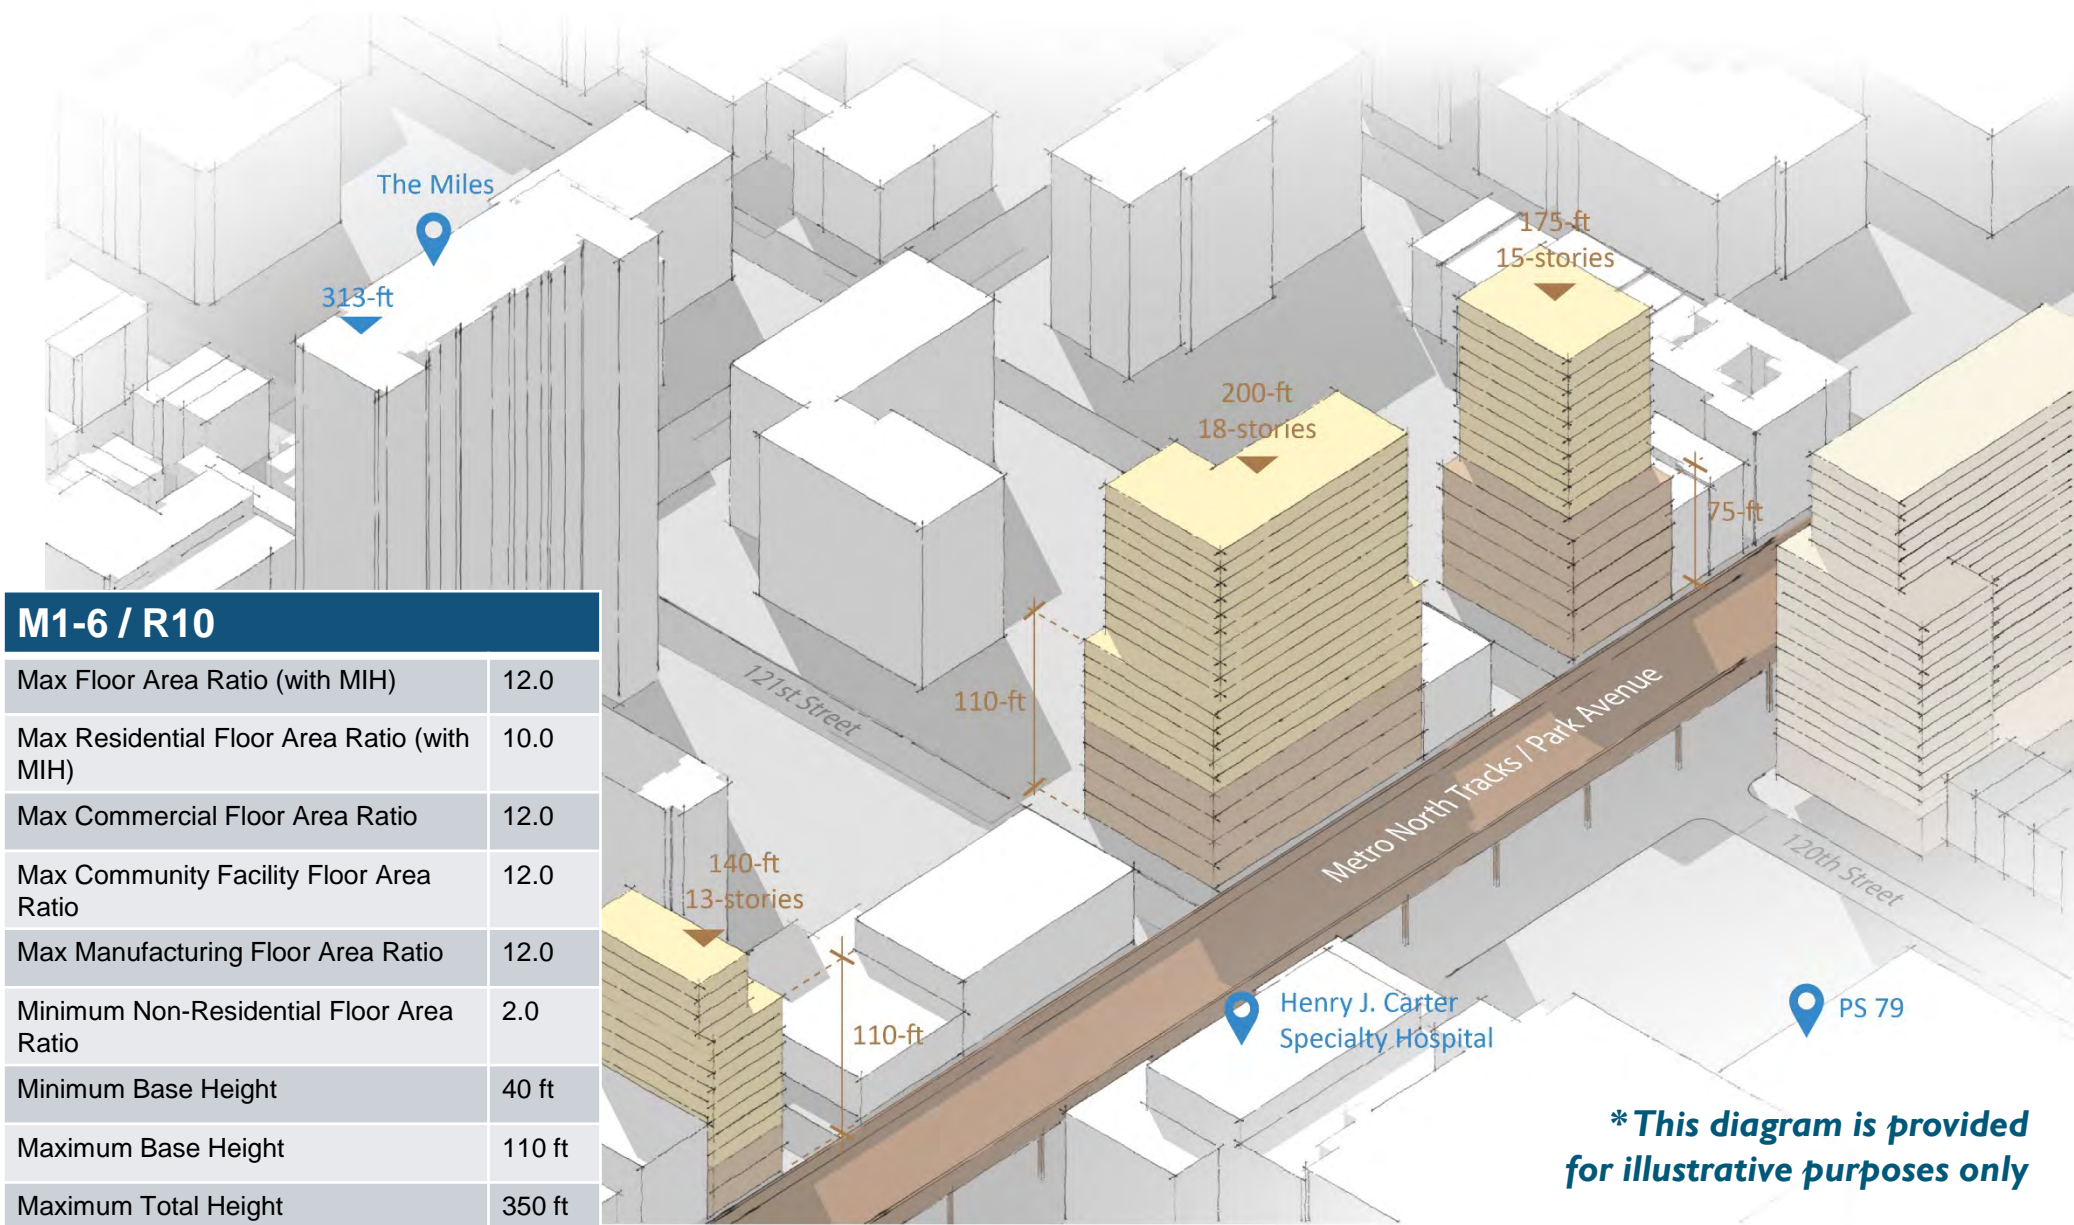 The Miles
313-ft
175-ft
15-stories
200-ft
18-stories
75-ft
110-ft
121st Street
Metro North Tracks / Park Avenue
120th Street
140-ft
13-stories
110-ft
Henry J. Carter
Specialty Hospital
PS 79
M1-6 / R10
Max Floor Area Ratio (with MIH) 12.0
Max Residential Floor Area Ratio (with 10.0
MIH)
Max Commercial Floor Area Ratio 12.0
Max Community Facility Floor Area 12.0
Ratio
Max Manufacturing Floor Area Ratio 12.0
Minimum Non-Residential Floor Area 2.0
Ratio
Minimum Base Height 40 ft
Maximum Base Height 110 ft
Maximum Total Height 350 ft
* This diagram is provided
for illustrative purposes only